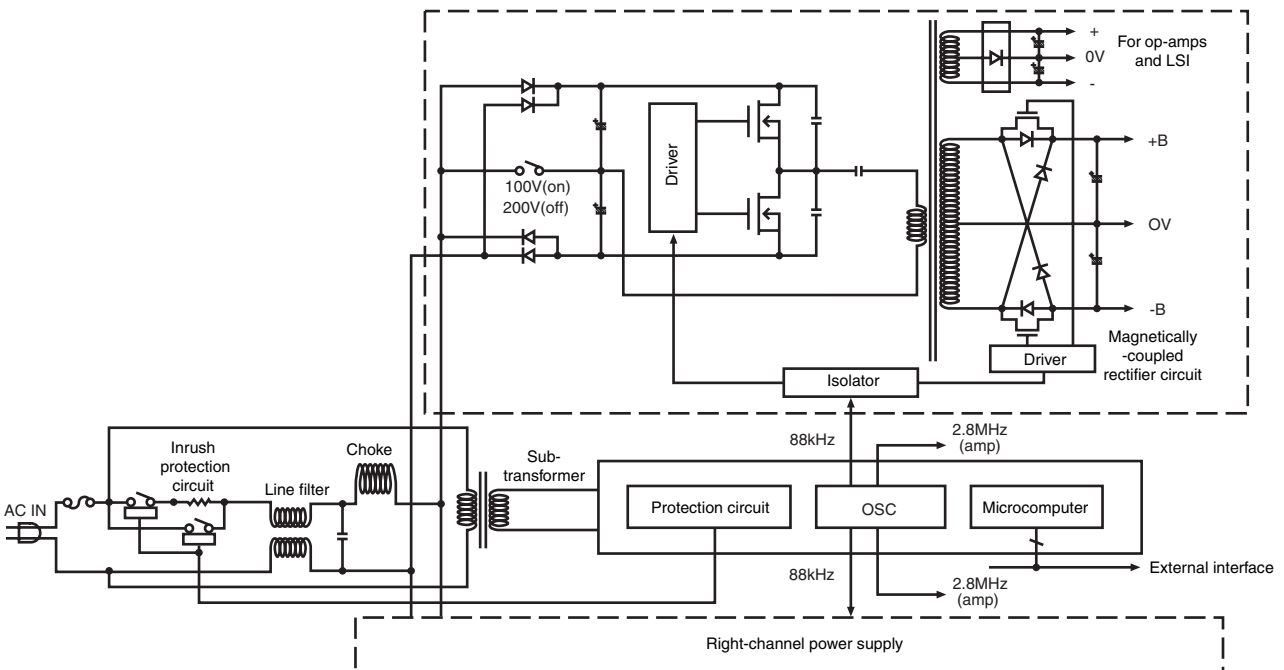 +
0V
-
For op-amps
and LSI
Driver
100V(on)
200V(off)
+B
OV
-B
Magnetically
-coupled
rectifier circuit
Driver
Isolator
88kHz
2.8MHz
(amp)
Inrush
protection
circuit
Choke
Line filter
Sub-
transformer
AC IN
Protection circuit
OSC
Microcomputer
External interface
88kHz
2.8MHz
(amp)
Right-channel power supply